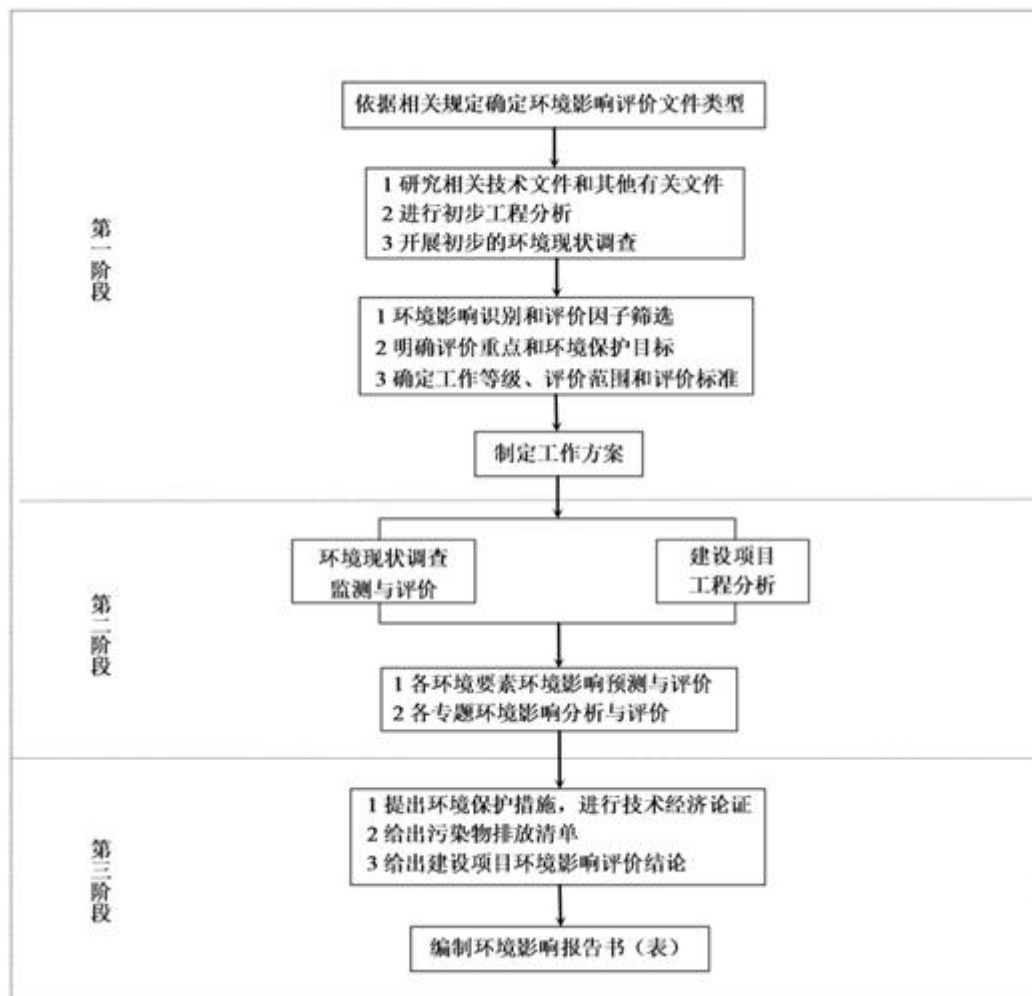 依据相关规定确定环境影响评价文件类型
1 研究相关技术文件和其他有关文件
2 进行初步工程分析
3 开展初步的环境现状调查
第一阶段
1 环境影响识别和评价因子筛选
2 明确评价重点和环境保护目标
3 确定工作等级、评价范围和评价标准
制定工作方案
环境现状调查
监测与评价
建设项目
工程分析
第二阶段
1 各环境要素环境影响预测与评价
2 各专题环境影响分析与评价
1 提出环境保护措施，进行技术经济论证
2 给出污染物排放清单
3 给出建设项目环境影响评价结论
第三阶段
编制环境影响报告书（表）